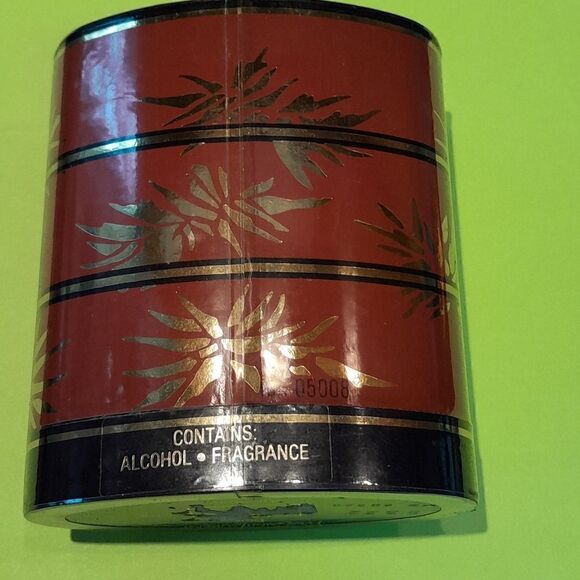 05008
CONTAINS:
ALCOHOL • FRAGRANCE